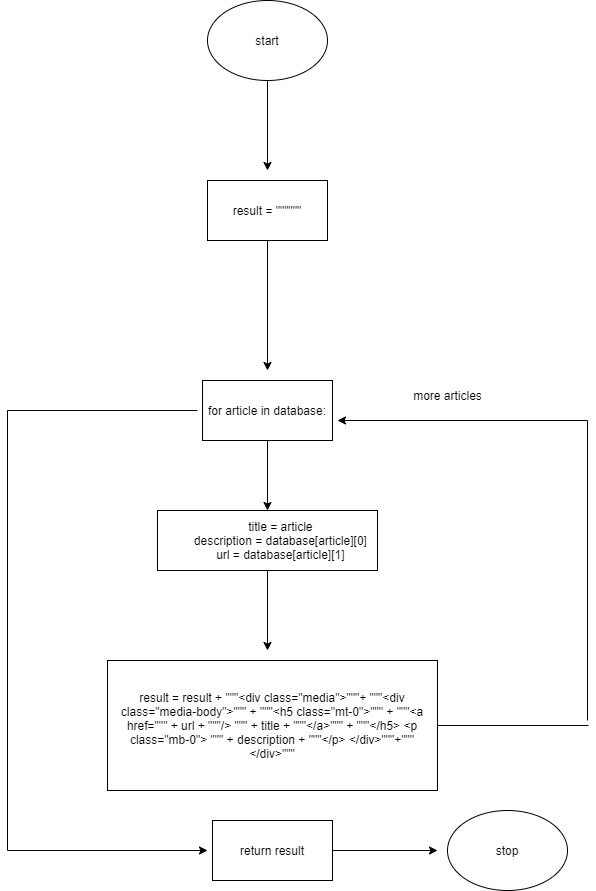 start
result = """"""
for article in database:
more articles
title = article
description = database[article][0]
url = database[article][1]
result = result + """<div class="media">"""+ """<div
class="media-body">""" + """<h5 class="mt-0">""" + """<a
href=""" + url + """/> """ + title + """</a>""" + """</h5> <p
class="mb-0"> """ + description + """</p> </div>"""+"""
</div>"""
return result
stop